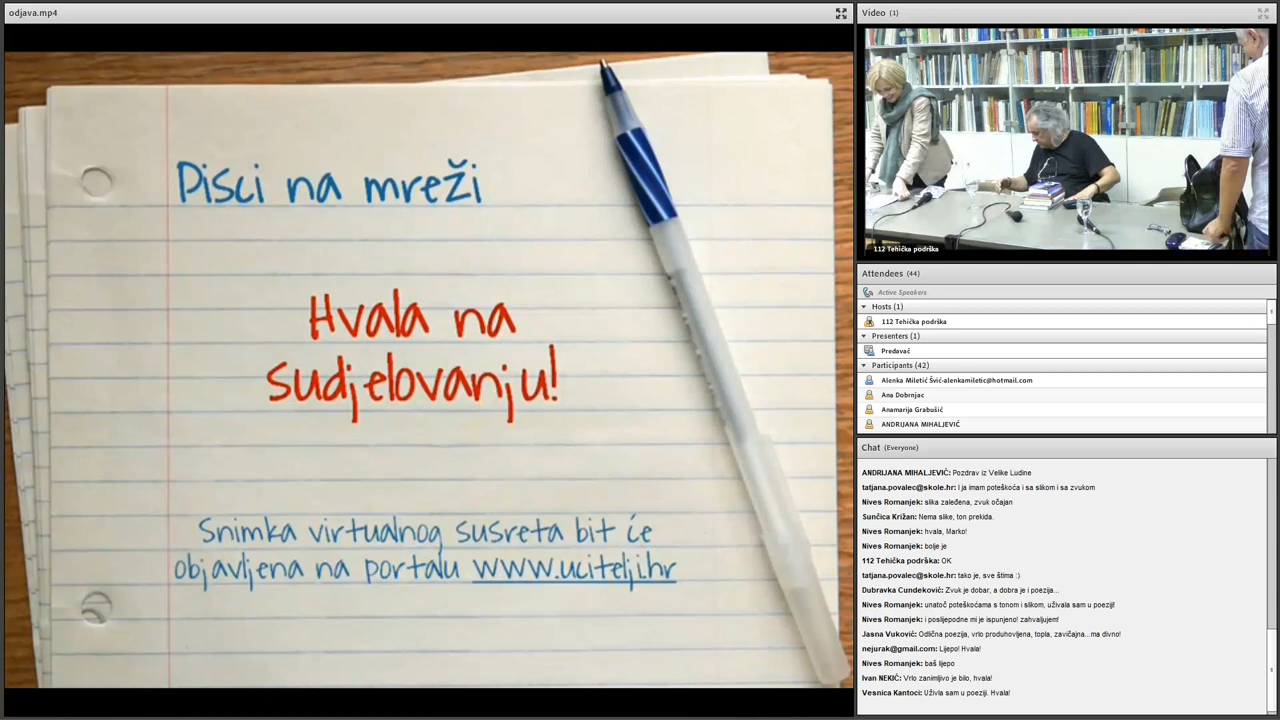 odjava.mp4
Pisci na mreži
Hvala na
sudjelovanju!
Snimka virtualnog susreta bit će
objavljena na portalu www.ucitelji.hr
Video (1)
112 Tehička podrška
Attendees (44)
Active Speakers
Hosts (1)
112 Tehička podrška
Presenters (1)
Predavač
Participants (42)
Alenka Miletić Švić-alenkamiletic@hotmail.com
Ana Dobrnjac
Anamarija Grabušić
ANDRIJANA MIHALJEVIĆ
Chat (Everyone)
ANDRIJANA MIHALJEVIĆ: Pozdrav iz Velike Ludine
tatjana.povalec@skole.hr: I ja imam poteškoća i sa slikom i sa zvukom
Nives Romanjek: slika zaleđena, zvuk očajan
Sunčica Križan: Nema slike, ton prekida.
Nives Romanjek: hvala, Marko!
Nives Romanjek: bolje je
112 Tehička podrška: OK
tatjana.povalec@skole.hr: tako je, sve štima :)
Dubravka Cundeković: Zvuk je dobar, a dobra je i poezija...
Nives Romanjek: unatoč poteškoćama s tonom i slikom, uživala sam u poeziji!
Nives Romanjek: i poslijepodne mi je ispunjeno! zahvaljujem!
Jasna Vuković: Odlična poezija, vrlo produhovljena, topla, zavičajna...ma divno!
nejurak@gmail.com: Lijepo! Hvala!
Nives Romanjek: baš lijepo
Ivan NEKIĆ: Vrlo zanimljivo je bilo, hvala!
Vesnica Kantoci: Uživla sam u poeziji. Hvala!